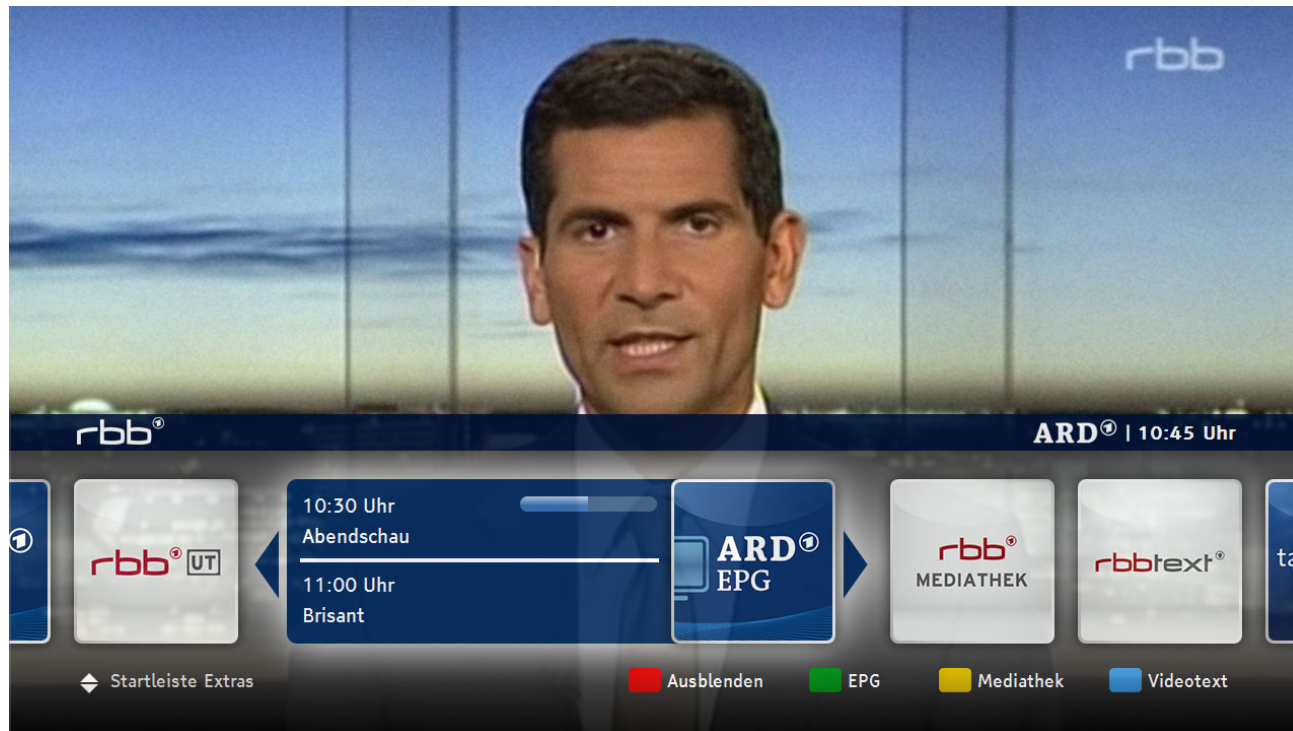 rbb
rbb
ARD | 10:45 Uhr
rbb UT
10:30 Uhr
Abendschau
11:00 Uhr
Brisant
ARD
EPG
rbb
MEDIATHEK
rbbtext
ta
Startleiste Extras
Ausblenden
EPG
Mediathek
Videotext